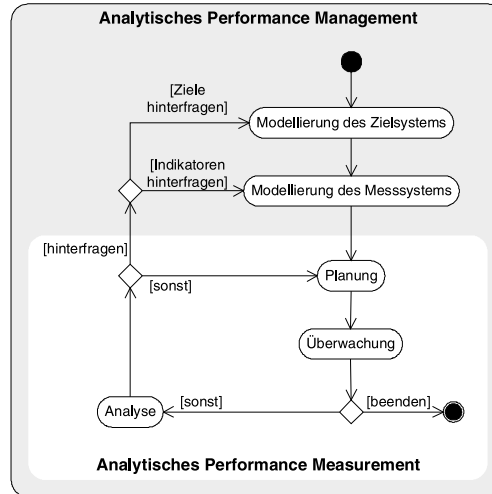 Analytisches Performance Management
[Ziele
hinterfragen]
Modellierung des Zielsystems
[Indikatoren
hinterfragen]
Modellierung des Messsystems
[hinterfragen]
[sonst]
Planung
Überwachung
Analyse
[sonst]
[beenden]
Analytisches Performance Measurement